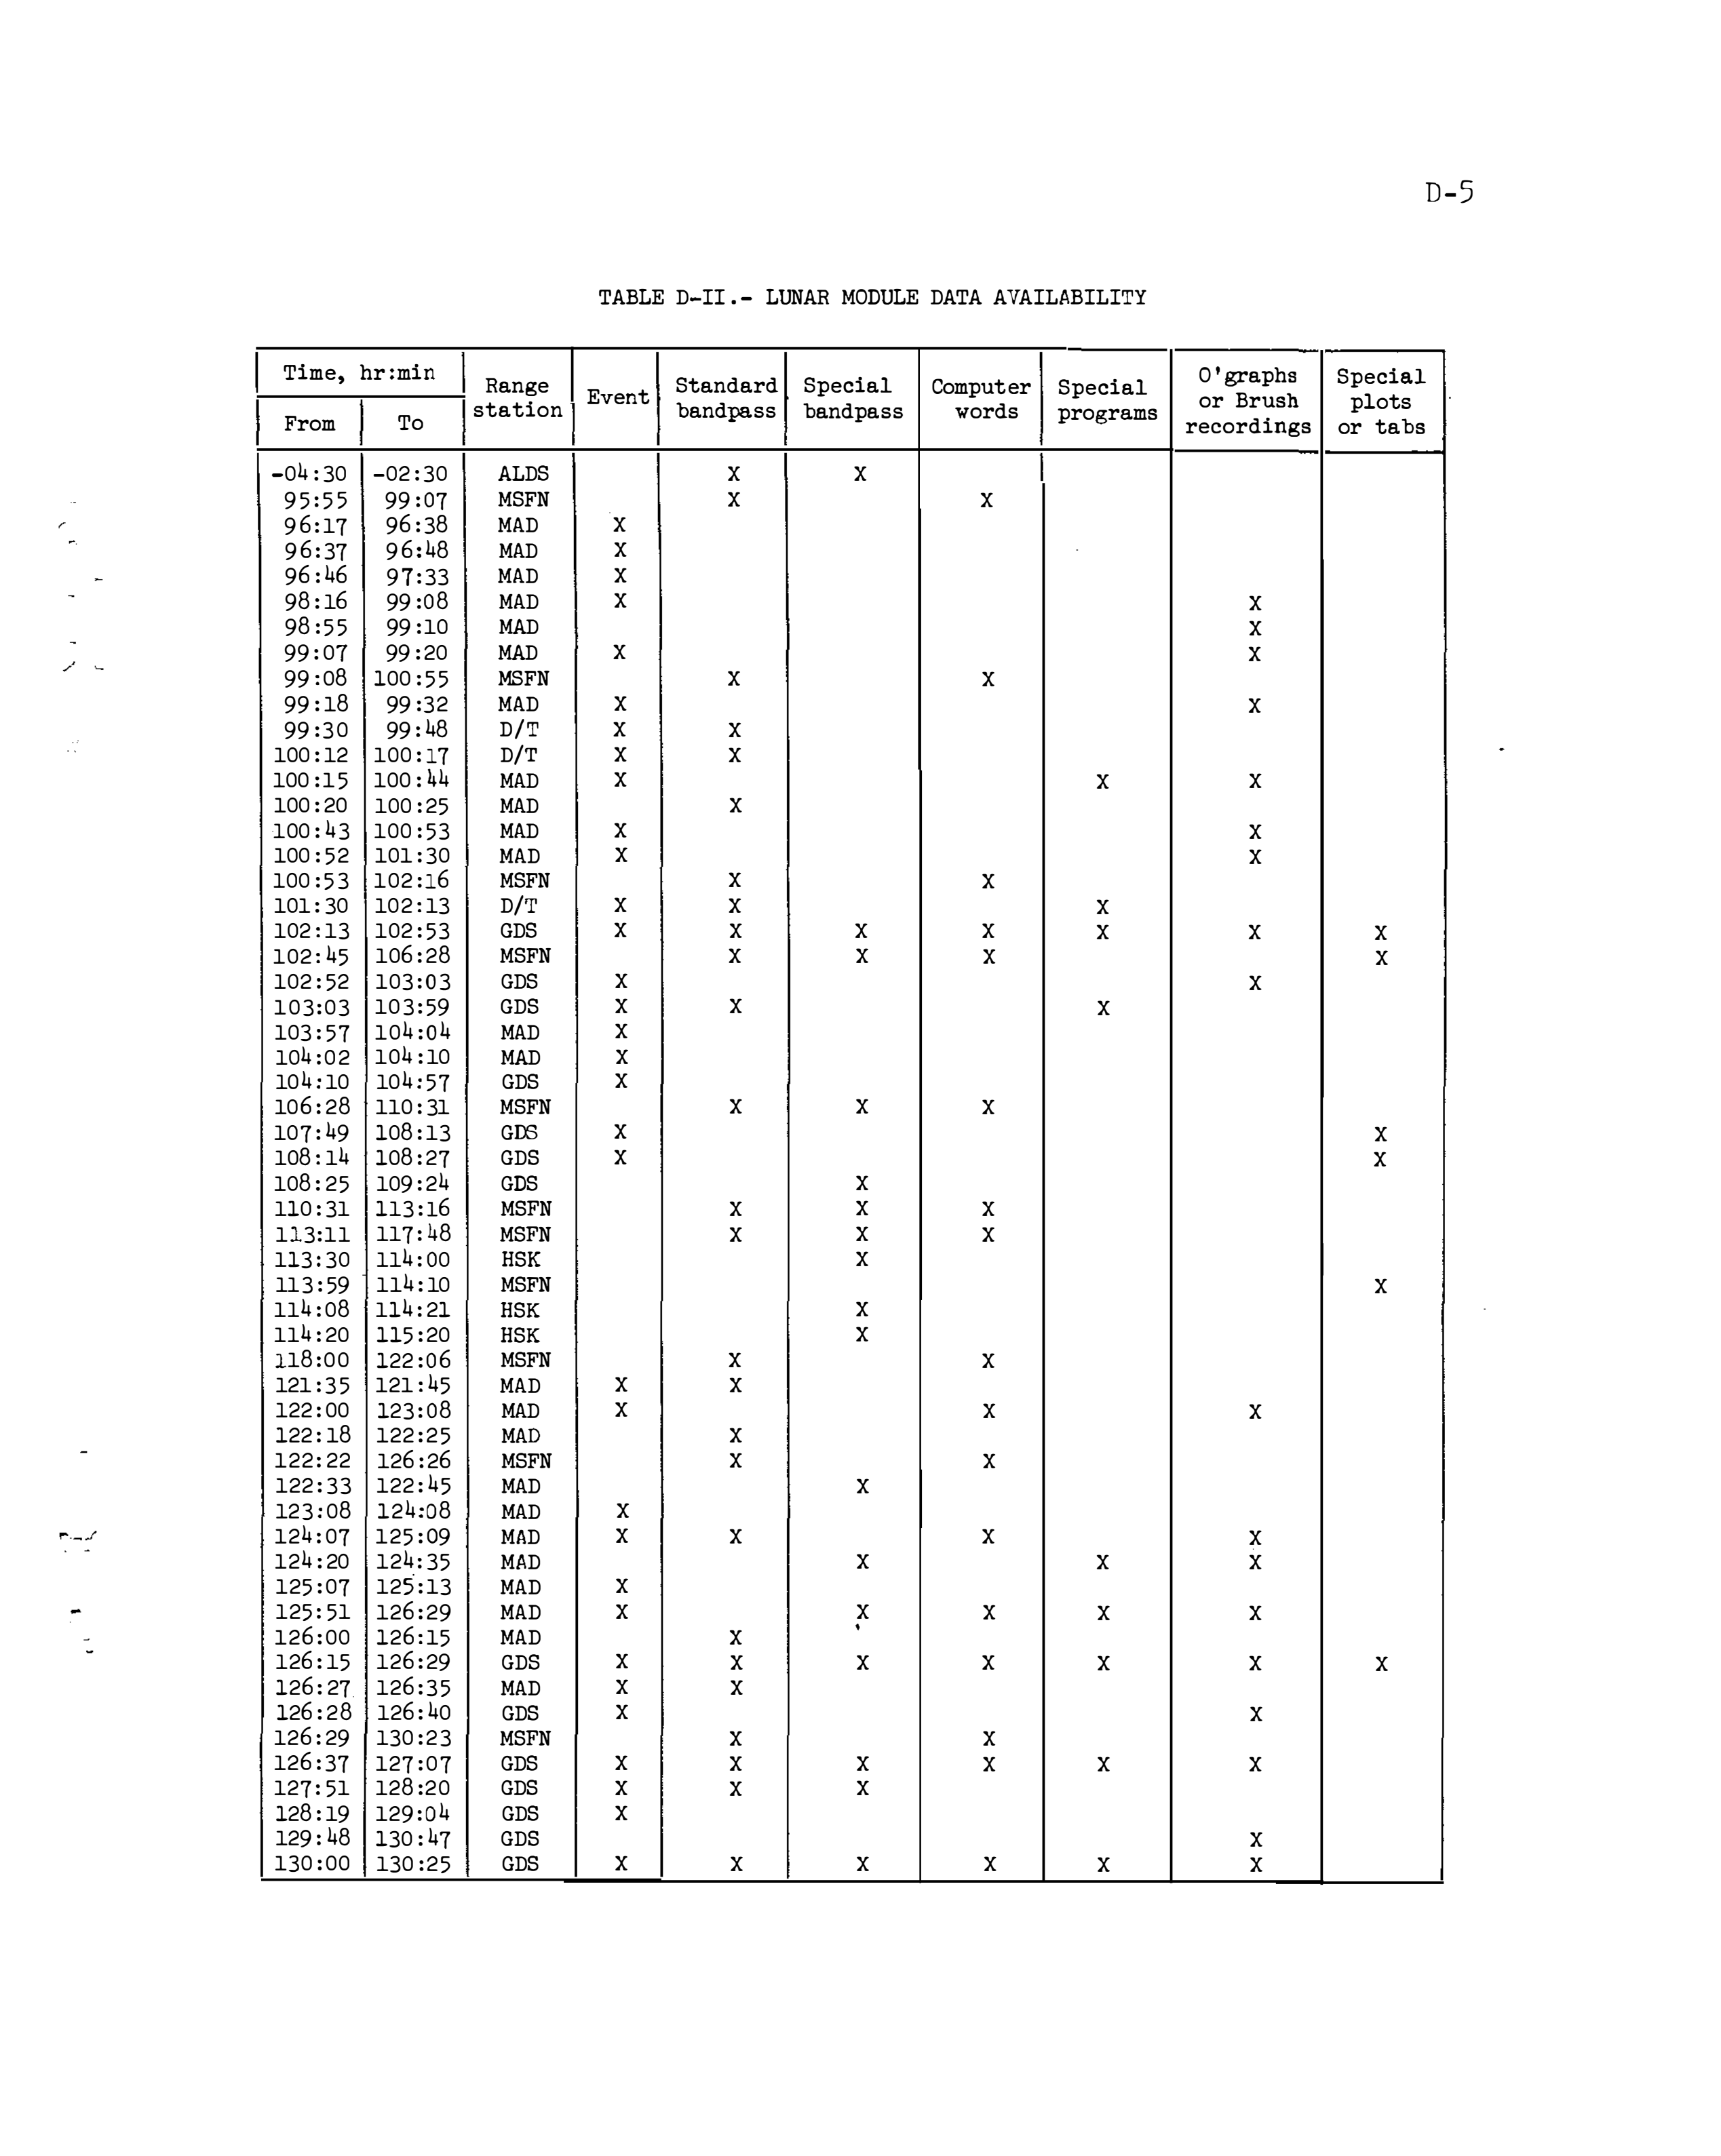 D-5
TABLE D-II.- LUNAR MODULE DATA AVAILABILITY
Time, hr:min Range station Event Standard bandpass Special bandpass Computer words Special programs O'graphs or Brush recordings Special plots or tabs
From To
-04:30 -02:30 ALDS X X
95:55 99:07 MSFN X X
96:17 96:38 MAD X
96:37 96:48 MAD X
96:46 97:33 MAD X
98:16 99:08 MAD X X
98:55 99:10 MAD X
99:07 99:20 MAD X X
99:08 100:55 MSFN X X
99:18 99:32 MAD X X
99:30 99:48 D/T X X
100:12 100:17 D/T X X
100:15 100:44 MAD X X X
100:20 100:25 MAD X
100:43 100:53 MAD X X
100:52 101:30 MAD X X
100:53 102:16 MSFN X X
101:30 102:13 D/T X X X
102:13 102:53 GDS X X X X X X X
102:45 106:28 MSFN X X X X
102:52 103:03 GDS X X
103:03 103:59 GDS X X X
103:57 104:04 MAD X
104:02 104:10 MAD X
104:10 104:57 GDS X
106:28 110:31 MSFN X X X
107:49 108:13 GDS X X
108:14 108:27 GDS X X
108:25 109:24 GDS X
110:31 113:16 MSFN X X X
113:11 117:48 MSFN X X X
113:30 114:00 HSK X
113:59 114:10 MSFN X
114:08 114:21 HSK X
114:20 115:20 HSK X
118:00 122:06 MSFN X X
121:35 121:45 MAD X X
122:00 123:08 MAD X X X
122:18 122:25 MAD X
122:22 126:26 MSFN X X
122:33 122:45 MAD X
123:08 124:08 MAD X
124:07 125:09 MAD X X X X
124:20 124:35 MAD X X X
125:07 125:13 MAD X
125:51 126:29 MAD X X X X X
126:00 126:15 MAD X
126:15 126:29 GDS X X X X X X X
126:27 126:35 MAD X X
126:28 126:40 GDS X X
126:29 130:23 MSFN X X
126:37 127:07 GDS X X X X X X
127:51 128:20 GDS X X X
128:19 129:04 GDS X
129:48 130:47 GDS X
130:00 130:25 GDS X X X X X X